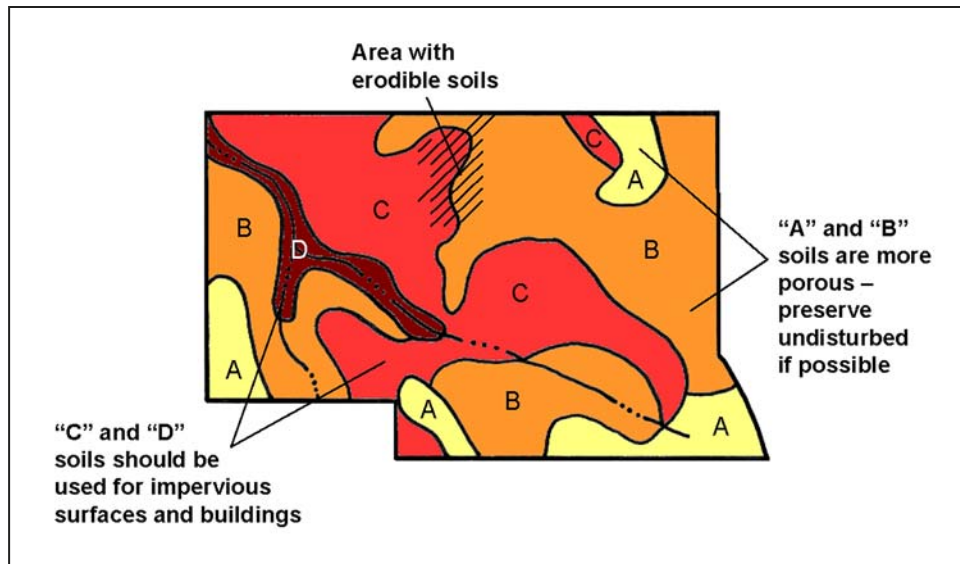 Area with
erodible soils
C
A
B
C
D
B
C
"A" and "B"
soils are more
porous –
preserve
undisturbed
if possible
A
A
B
A
"C" and "D"
soils should be
used for impervious
surfaces and buildings